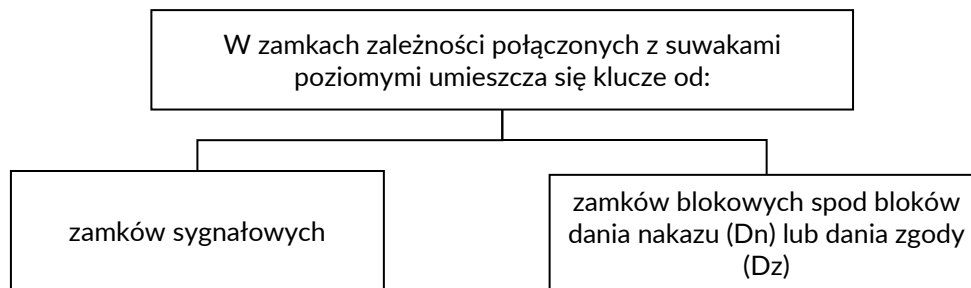 W zamkach zależności połączonych z suwakami
poziomymi umieszcza się klucze od:
zamków sygnałowych
zamków blokowych spod bloków
dania nakazu (Dn) lub dania zgody
(Dz)